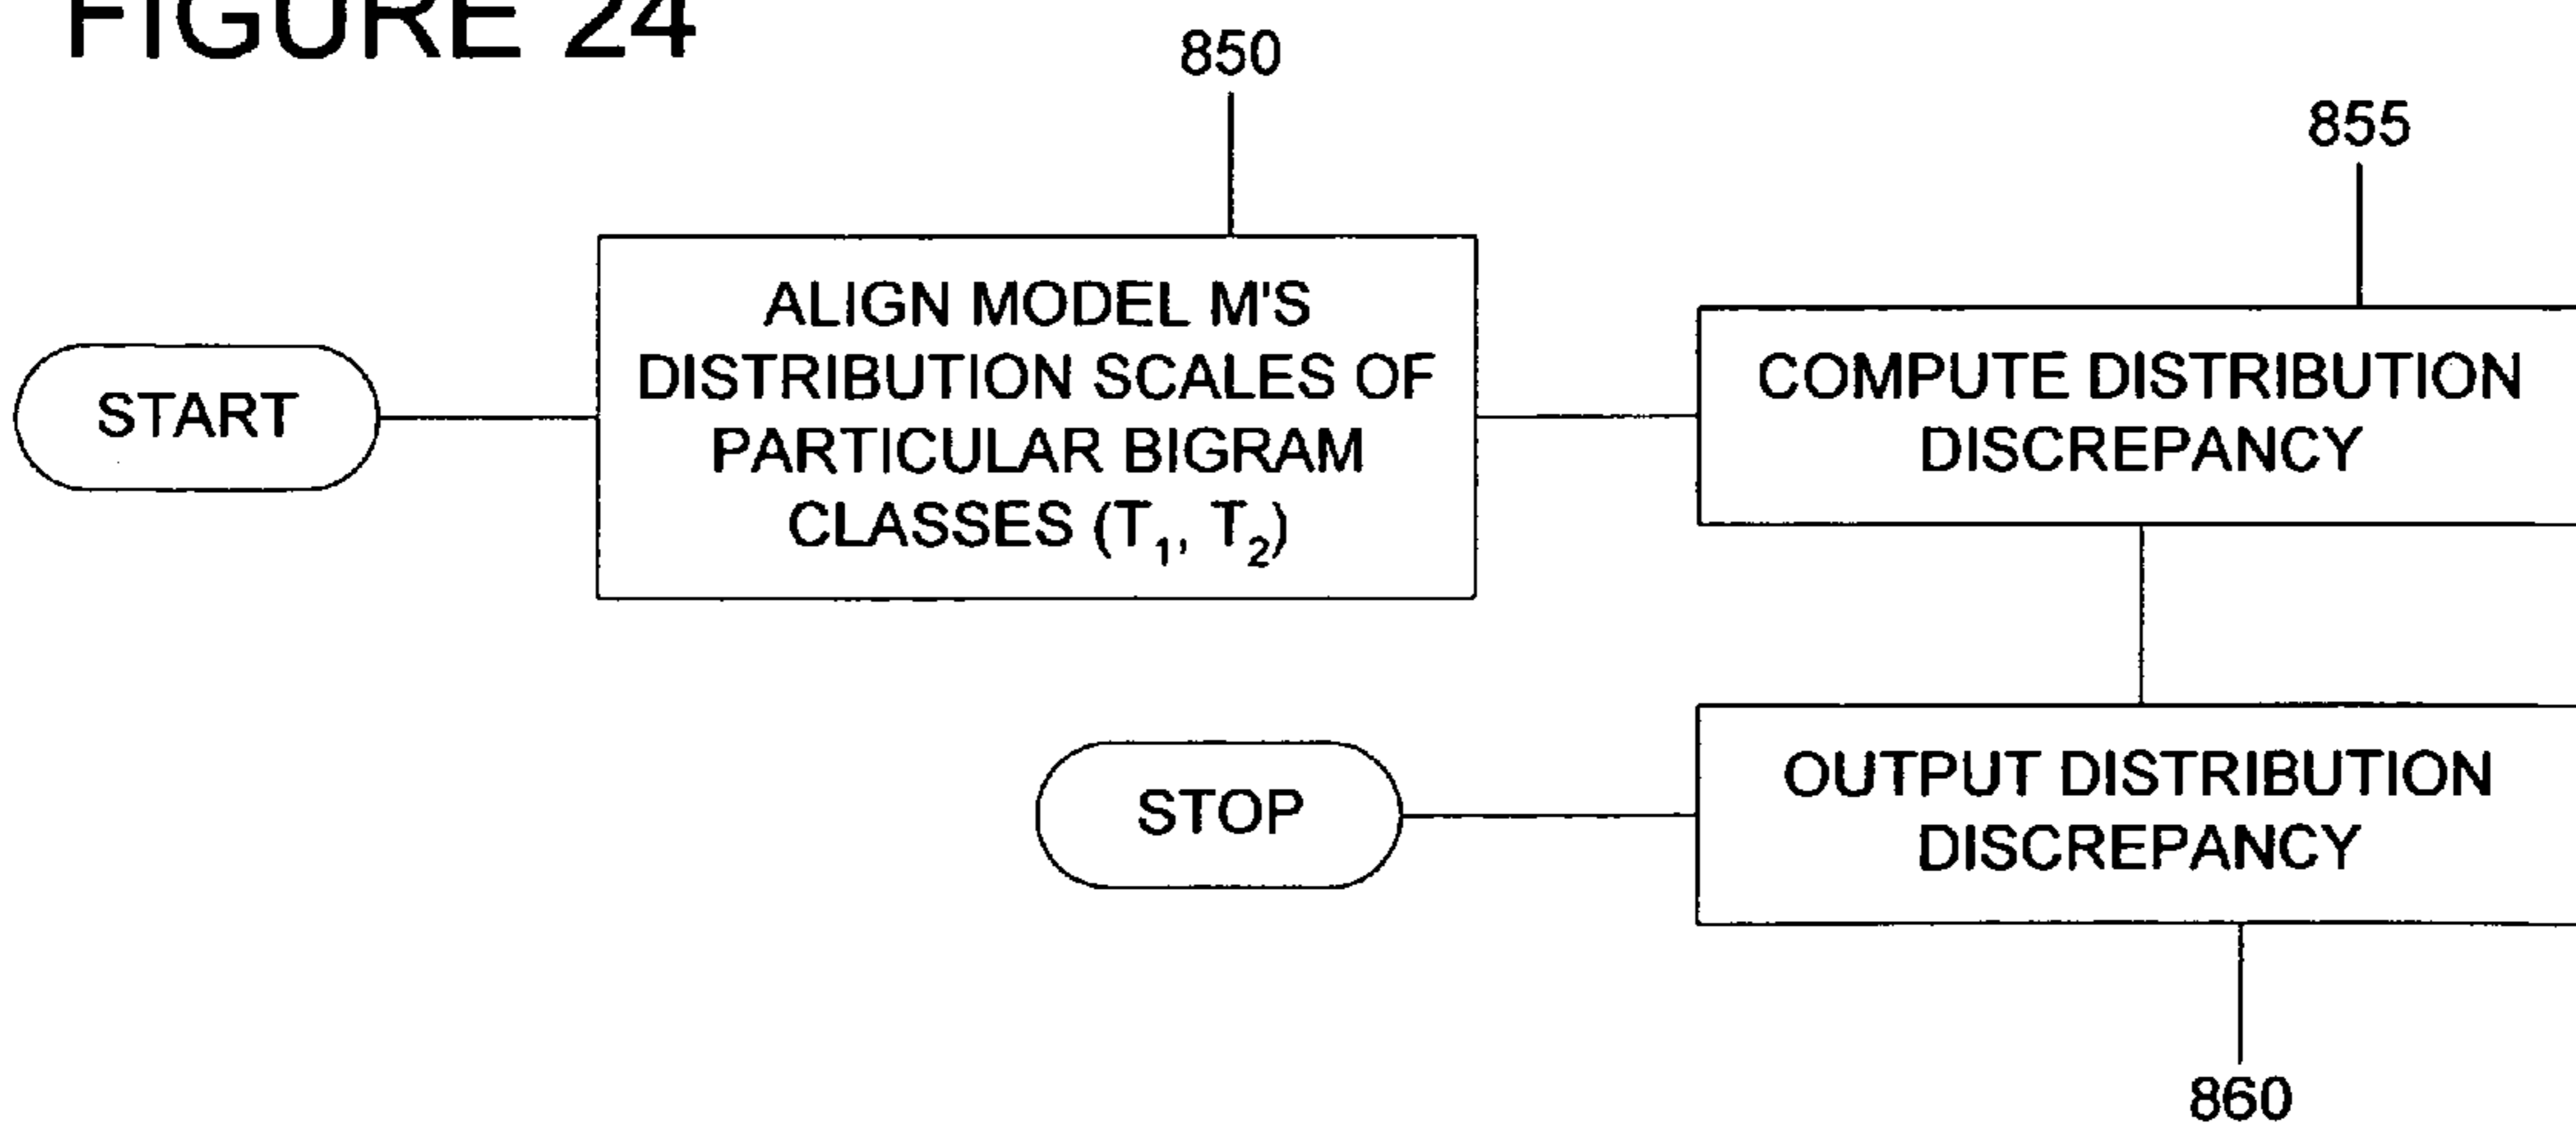 FIGURE 24
850
855
START
ALIGN MODEL M'S
DISTRIBUTION SCALES OF
PARTICULAR BIGRAM
CLASSES (T₁, T₂)
COMPUTE DISTRIBUTION
DISCREPANCY
STOP
OUTPUT DISTRIBUTION
DISCREPANCY
860